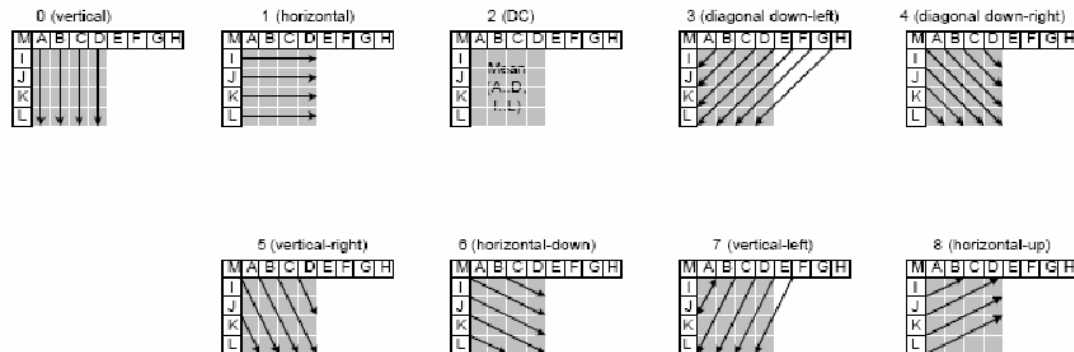 0 (vertical)
M A B C D E F G H
I
J
K
L
1 (horizontal)
M A B C D E F G H
I
J
K
L
2 (DC)
M A B C D E F G H
I
J
K
L
Mean
(A..D,
I..L)
3 (diagonal down-left)
M A B C D E F G H
I
J
K
L
4 (diagonal down-right)
M A B C D E F G H
I
J
K
L
5 (vertical-right)
M A B C D E F G H
I
J
K
L
6 (horizontal-down)
M A B C D E F G H
I
J
K
L
7 (vertical-left)
M A B C D E F G H
I
J
K
L
8 (horizontal-up)
M A B C D E F G H
I
J
K
L